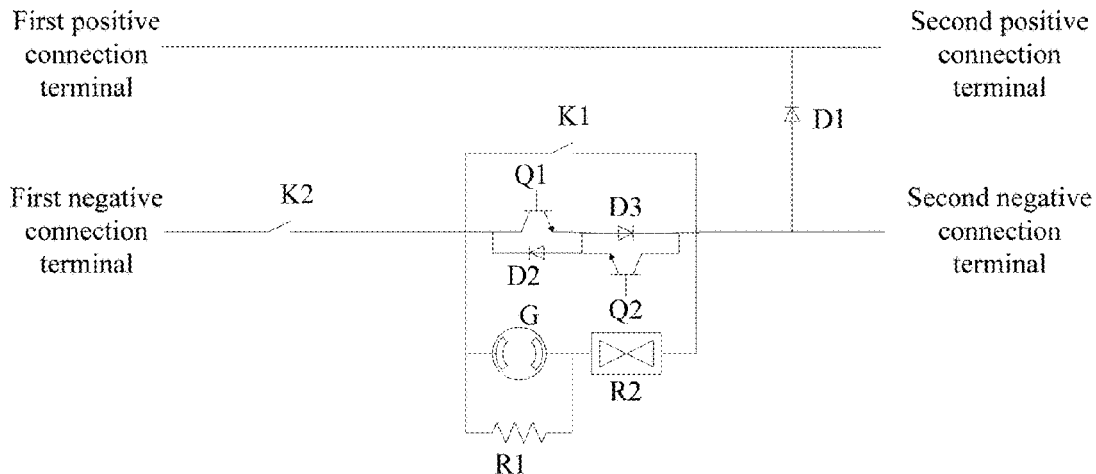 First positive
connection
terminal
Second positive
connection
terminal
D1
K1
Q1
First negative
connection
terminal
K2
D3
Second negative
connection
terminal
D2
Q2
G
R2
R1